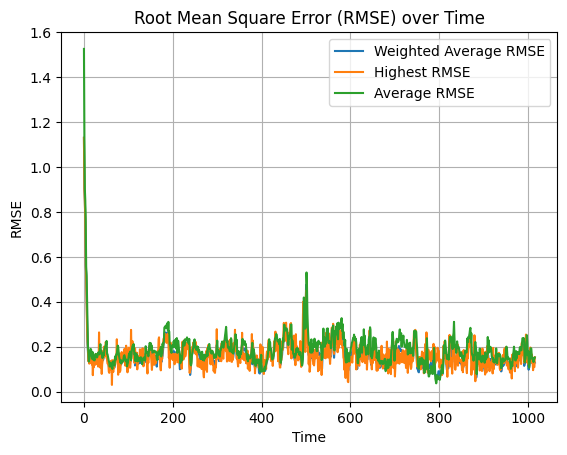 Root Mean Square Error (RMSE) over Time
Weighted Average RMSE
Highest RMSE
Average RMSE
1.6
1.4
1.2
1.0
0.8
0.6
0.4
0.2
0.0
RMSE
0 200 400 600 800 1000
Time